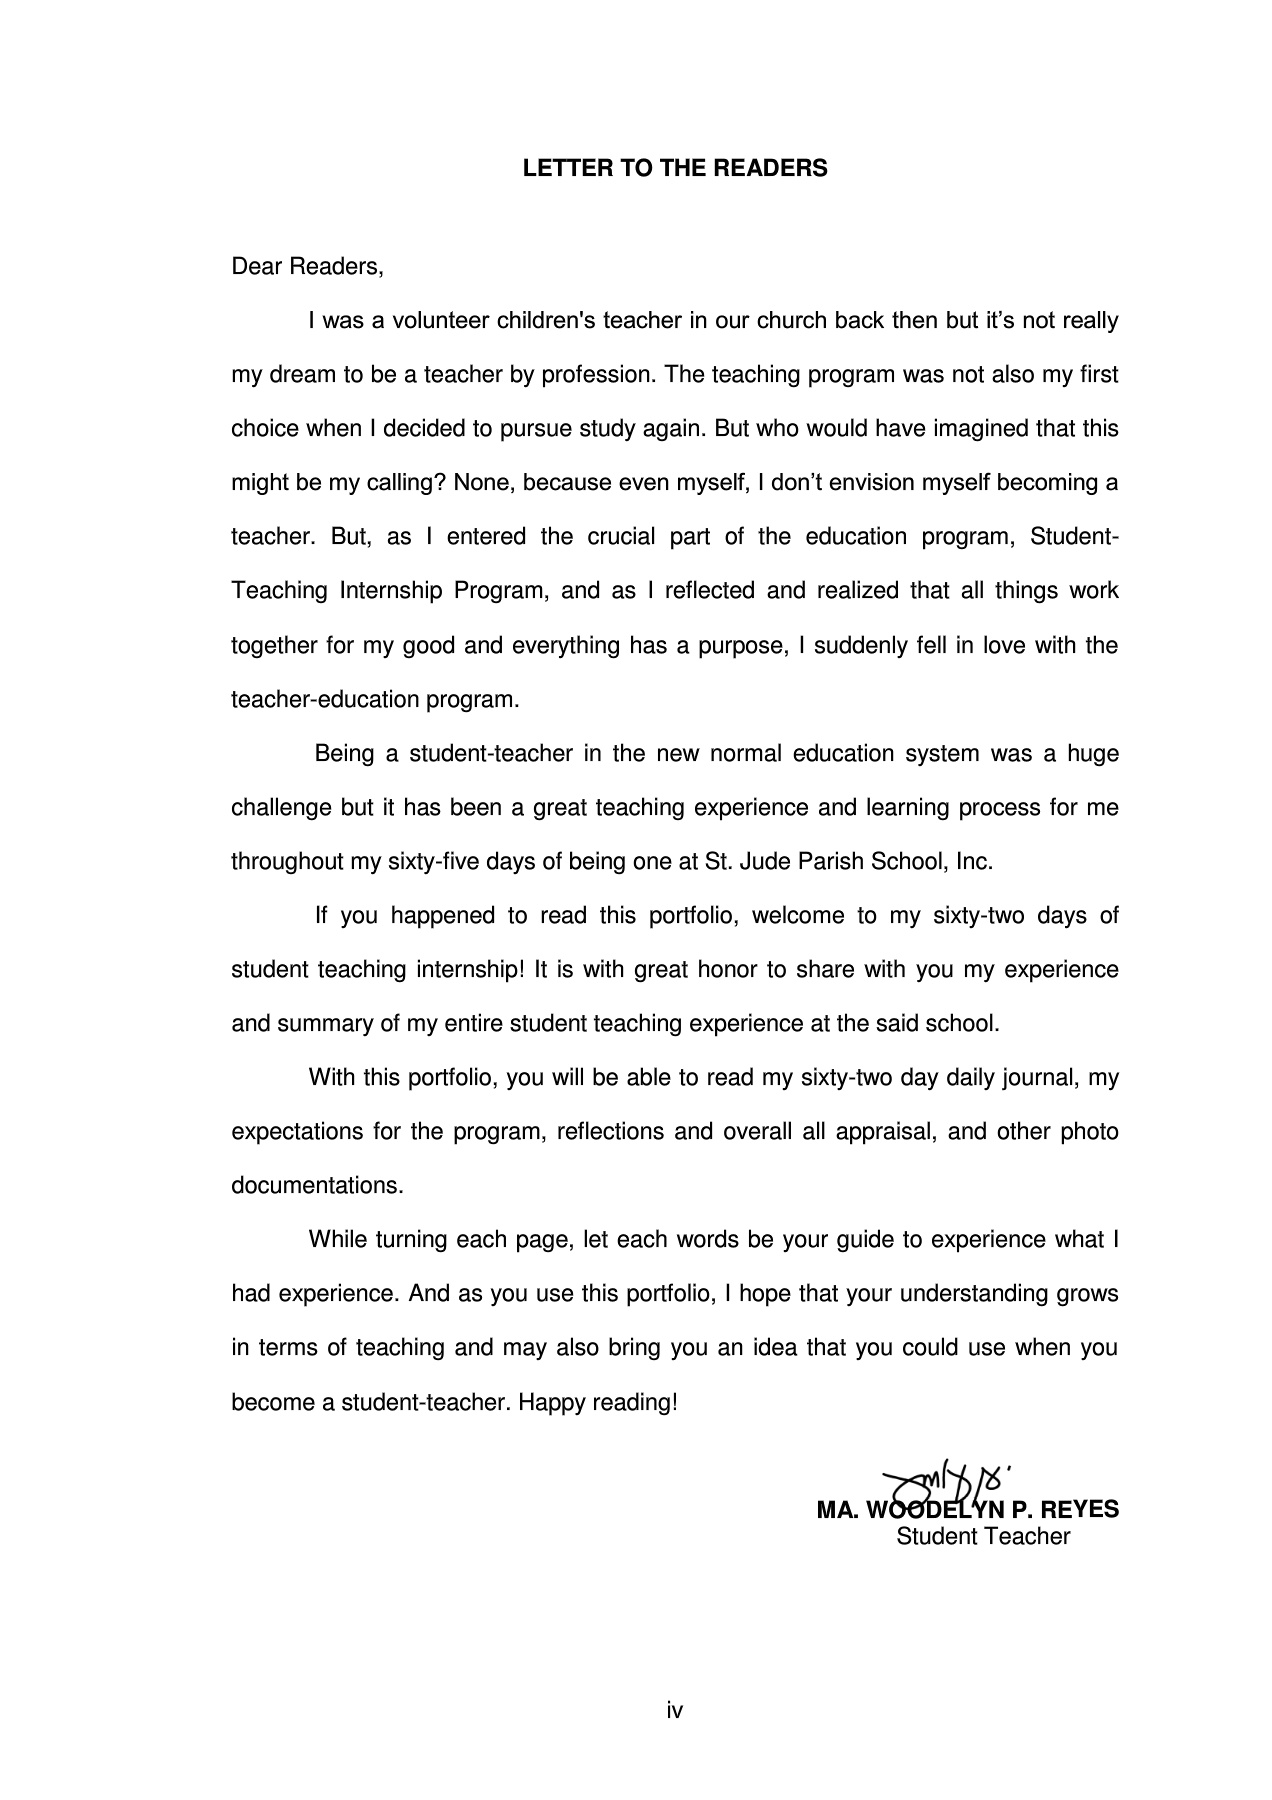 LETTER TO THE READERS
Dear Readers,
I was a volunteer children's teacher in our church back then but it’s not really
my dream to be a teacher by profession. The teaching program was not also my first
choice when I decided to pursue study again. But who would have imagined that this
might be my calling? None, because even myself, I don’t envision myself becoming a
teacher. But, as I entered the crucial part of the education program, Student-
Teaching Internship Program, and as I reflected and realized that all things work
together for my good and everything has a purpose, I suddenly fell in love with the
teacher-education program.
Being a student-teacher in the new normal education system was a huge
challenge but it has been a great teaching experience and learning process for me
throughout my sixty-five days of being one at St. Jude Parish School, Inc.
If you happened to read this portfolio, welcome to my sixty-two days of
student teaching internship! It is with great honor to share with you my experience
and summary of my entire student teaching experience at the said school.
With this portfolio, you will be able to read my sixty-two day daily journal, my
expectations for the program, reflections and overall all appraisal, and other photo
documentations.
While turning each page, let each words be your guide to experience what I
had experience. And as you use this portfolio, I hope that your understanding grows
in terms of teaching and may also bring you an idea that you could use when you
become a student-teacher. Happy reading!
MA. WOODELYN P. REYES
Student Teacher
iv